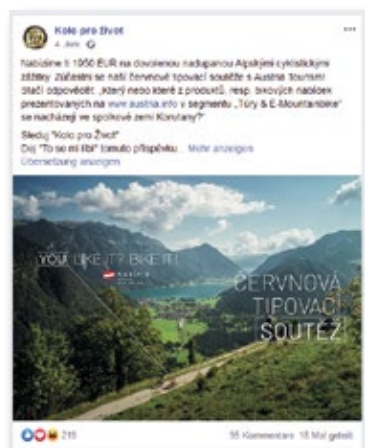 Kolo pro život
4. Juni
Nabízíme ti 1950 EUR na dovolenou nadupanou Alpskými cyklistickými
zážitky. Zúčastni se naší červnové tipovací soutěže s Austria Tourism!
Stačí odpovědět: „Který nebo které z produktů, resp. bikových nabídek
prezentovaných na www.austria.info v segmentu „Túry & E-Mountainbike“
se nacházejí ve spolkové zemi Korutany?“
Sleduj "Kolo pro Život"
Dej "To se mi líbí" tomuto příspěvku... Mehr anzeigen
Übersetzung anzeigen
YOU LIKE IT? BIKE IT!
ČERVNOVÁ
TIPOVACÍ
SOUTĚŽ
215
55 Kommentare 18 Mal geteilt